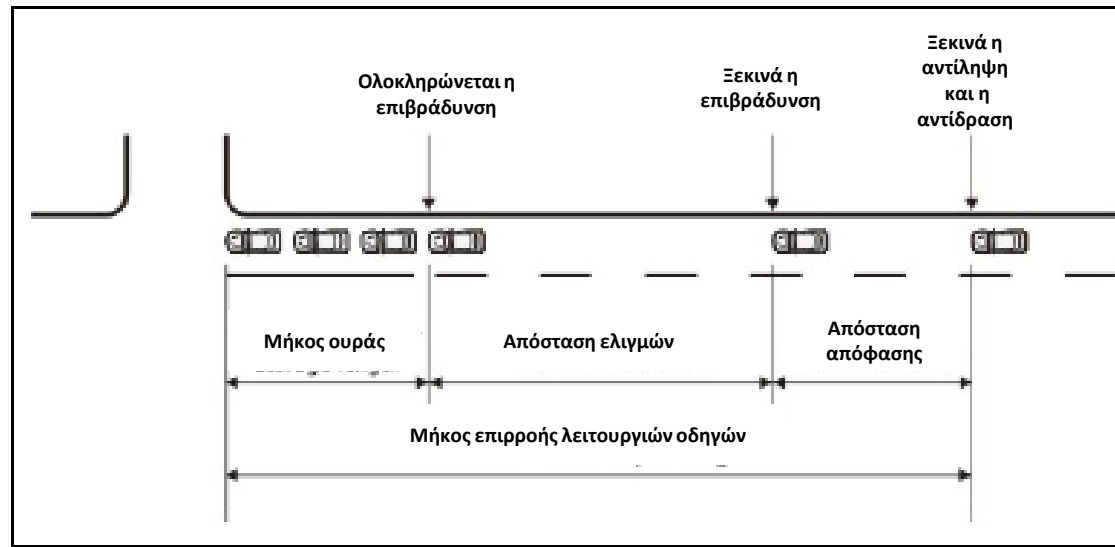 Ολοκληρώνεται η
επιβράδυνση
Ξεκινά η
επιβράδυνση
Ξεκινά η
αντίληψη
και η
αντίδραση
Μήκος ουράς
Απόσταση ελιγμών
Απόσταση
απόφασης
Μήκος επιρροής λειτουργιών οδηγών